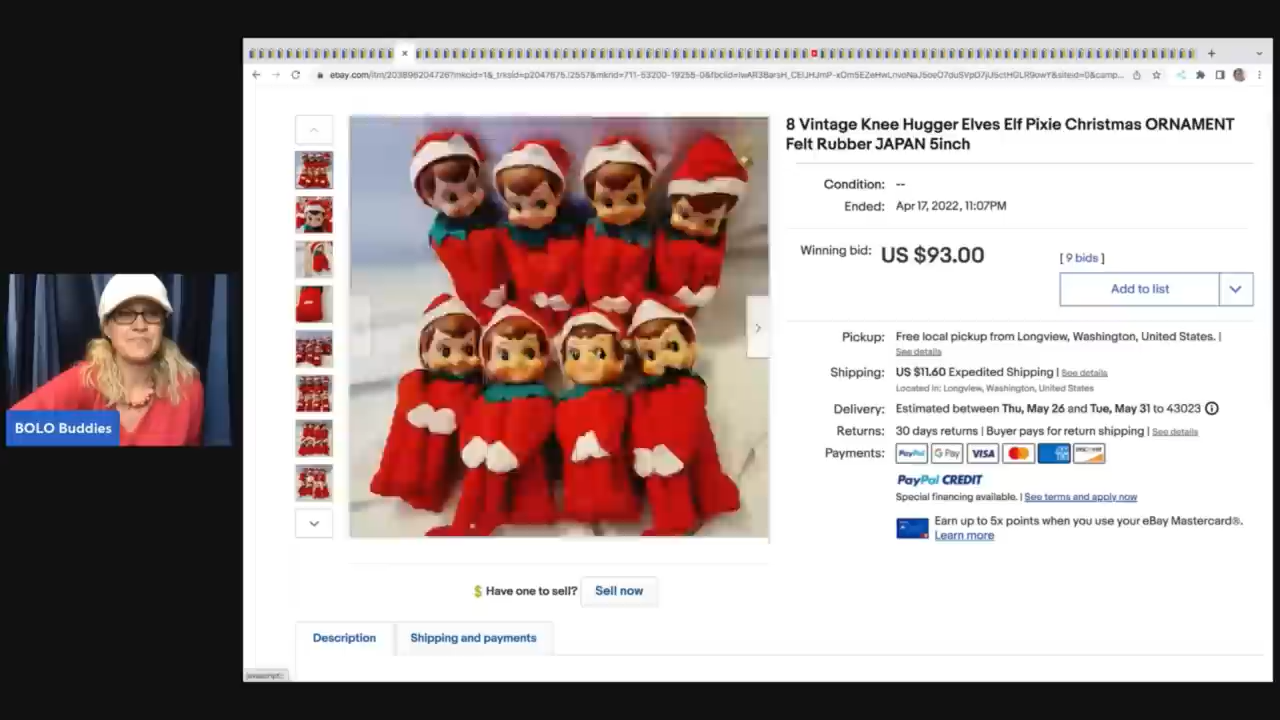 8 Vintage Knee Hugger Elves Elf Pixie Christmas ORNAMENT
Felt Rubber JAPAN 5inch
Condition: --
Ended: Apr 17, 2022, 11:07PM
Winning bid: US $93.00 [ 9 bids ]
Add to list
Pickup: Free local pickup from Longview, Washington, United States. |
See details
Shipping: US $11.60 Expedited Shipping | See details
Located in: Longview, Washington, United States
Delivery: Estimated between Thu, May 26 and Tue, May 31 to 43023
Returns: 30 days returns | Buyer pays for return shipping | See details
Payments: PayPal G Pay VISA
PayPal CREDIT
Special financing available. | See terms and apply now
Earn up to 5x points when you use your eBay Mastercard®.
Learn more
BOLO Buddies
Have one to sell? Sell now
Description Shipping and payments